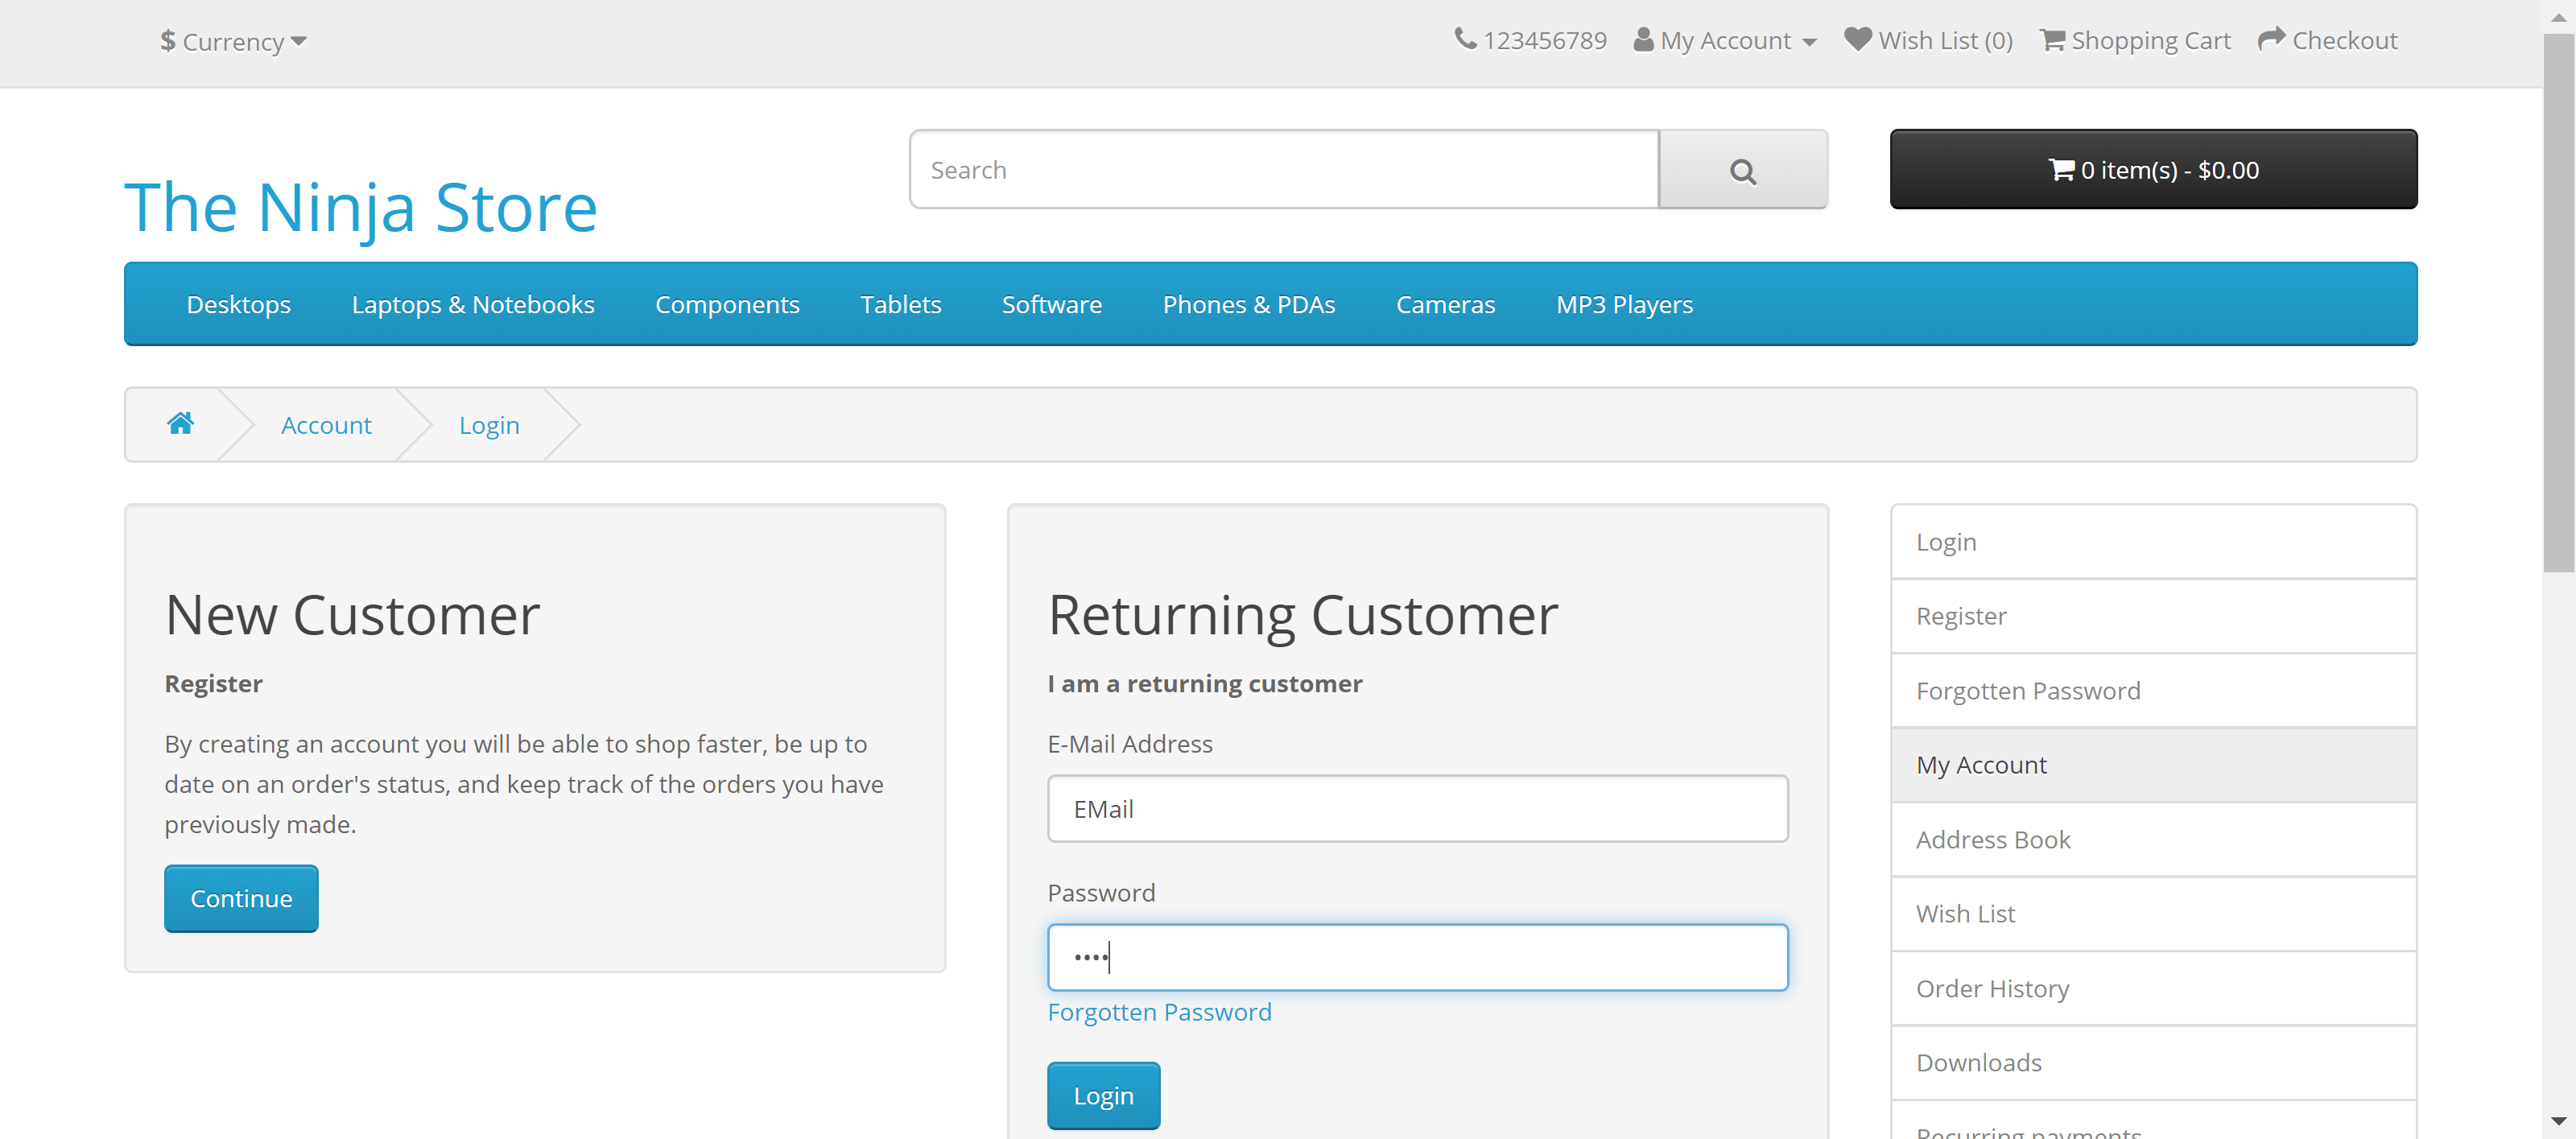 $ Currency
123456789 My Account Wish List (0) Shopping Cart Checkout
The Ninja Store
Search
0 item(s) - $0.00
Desktops Laptops & Notebooks Components Tablets Software Phones & PDAs Cameras MP3 Players
Account Login
New Customer
Register
By creating an account you will be able to shop faster, be up to
date on an order's status, and keep track of the orders you have
previously made.
Continue
Returning Customer
I am a returning customer
E-Mail Address
EMail
Password
••••
Forgotten Password
Login
Login
Register
Forgotten Password
My Account
Address Book
Wish List
Order History
Downloads
Recurring payments